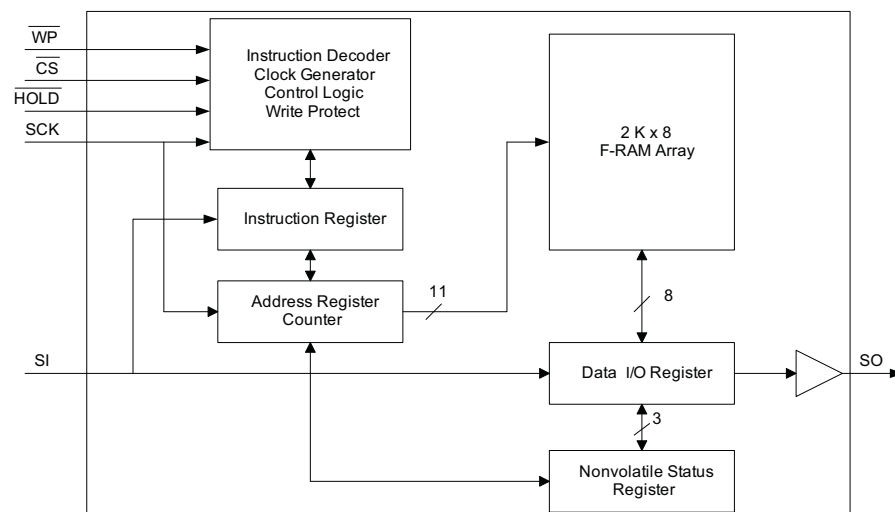 WP
CS
HOLD
SCK
Instruction Decoder
Clock Generator
Control Logic
Write Protect
2 K x 8
F-RAM Array
Instruction Register
Address Register
Counter
11
8
SI
Data I/O Register
SO
3
Nonvolatile Status
Register